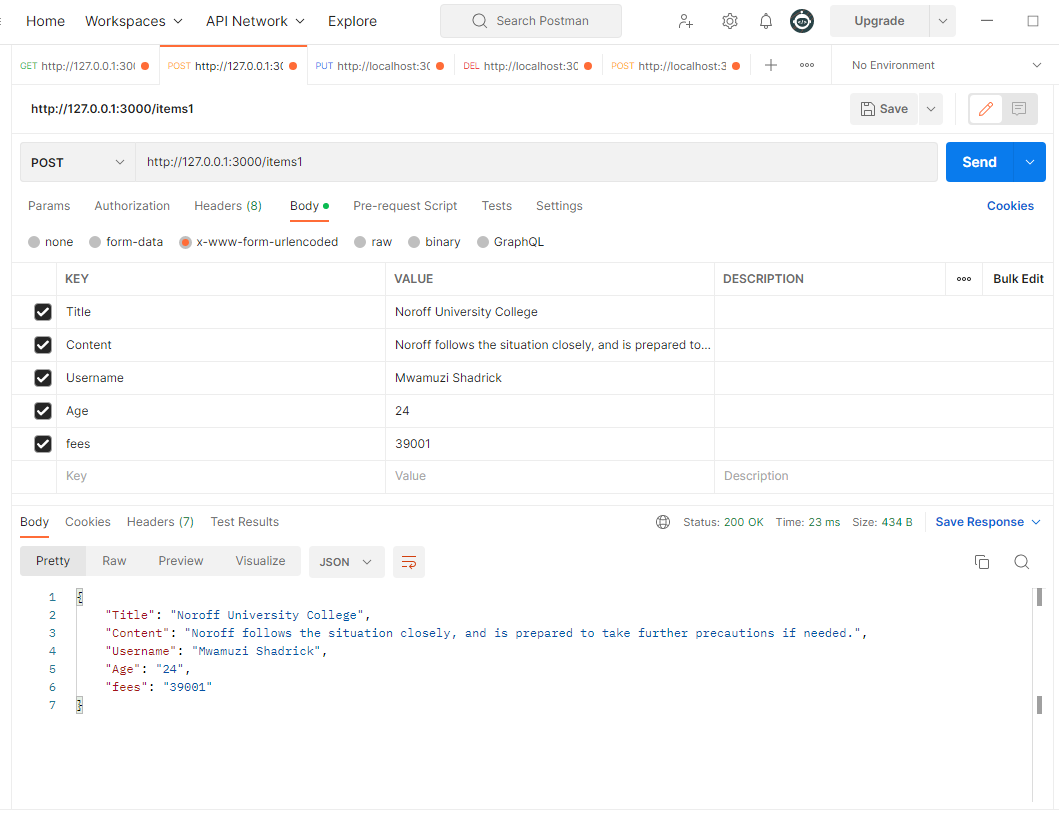 Home Workspaces API Network Explore Search Postman Upgrade
GET http://127.0.0.1:30( POST http://127.0.0.1:3( PUT http://localhost:3( DEL http://localhost:3( POST http://localhost:3 No Environment
http://127.0.0.1:3000/items1 Save
POST http://127.0.0.1:3000/items1 Send
Params Authorization Headers (8) Body Pre-request Script Tests Settings Cookies
none form-data x-www-form-urlencoded raw binary GraphQL
KEY VALUE DESCRIPTION Bulk Edit
Title Noroff University College
Content Noroff follows the situation closely, and is prepared to...
Username Mwamuzi Shadrick
Age 24
fees 39001
Key Value Description
Body Cookies Headers (7) Test Results Status: 200 OK Time: 23 ms Size: 434 B Save Response
Pretty Raw Preview Visualize JSON
1 {
2 "Title": "Noroff University College",
3 "Content": "Noroff follows the situation closely, and is prepared to take further precautions if needed.",
4 "Username": "Mwamuzi Shadrick",
5 "Age": "24",
6 "fees": "39001"
7 }